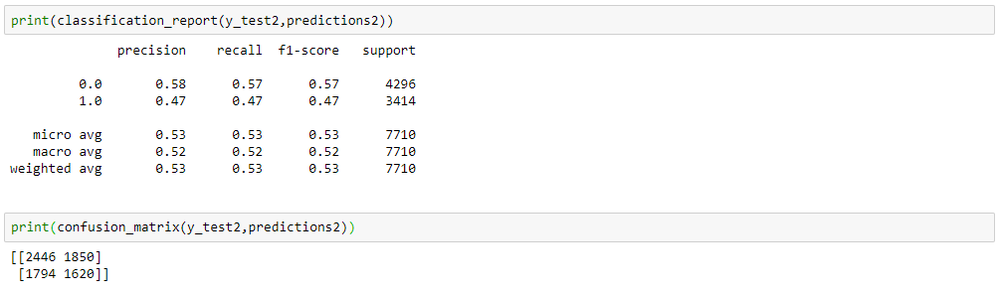 print(classification_report(y_test2,predictions2))
precision recall f1-score support
0.0 0.58 0.57 0.57 4296
1.0 0.47 0.47 0.47 3414
micro avg 0.53 0.53 0.53 7710
macro avg 0.52 0.52 0.52 7710
weighted avg 0.53 0.53 0.53 7710
print(confusion_matrix(y_test2,predictions2))
[[2446 1850]
[1794 1620]]